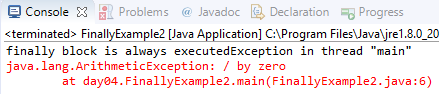 Console Problems @ Javadoc Declaration Progress
<terminated> FinallyExample2 [Java Application] C:\Program Files\Java\jre1.8.0_20
finally block is always executedException in thread "main"
java.lang.ArithmeticException: / by zero
at day04.FinallyExample2.main(FinallyExample2.java:6)